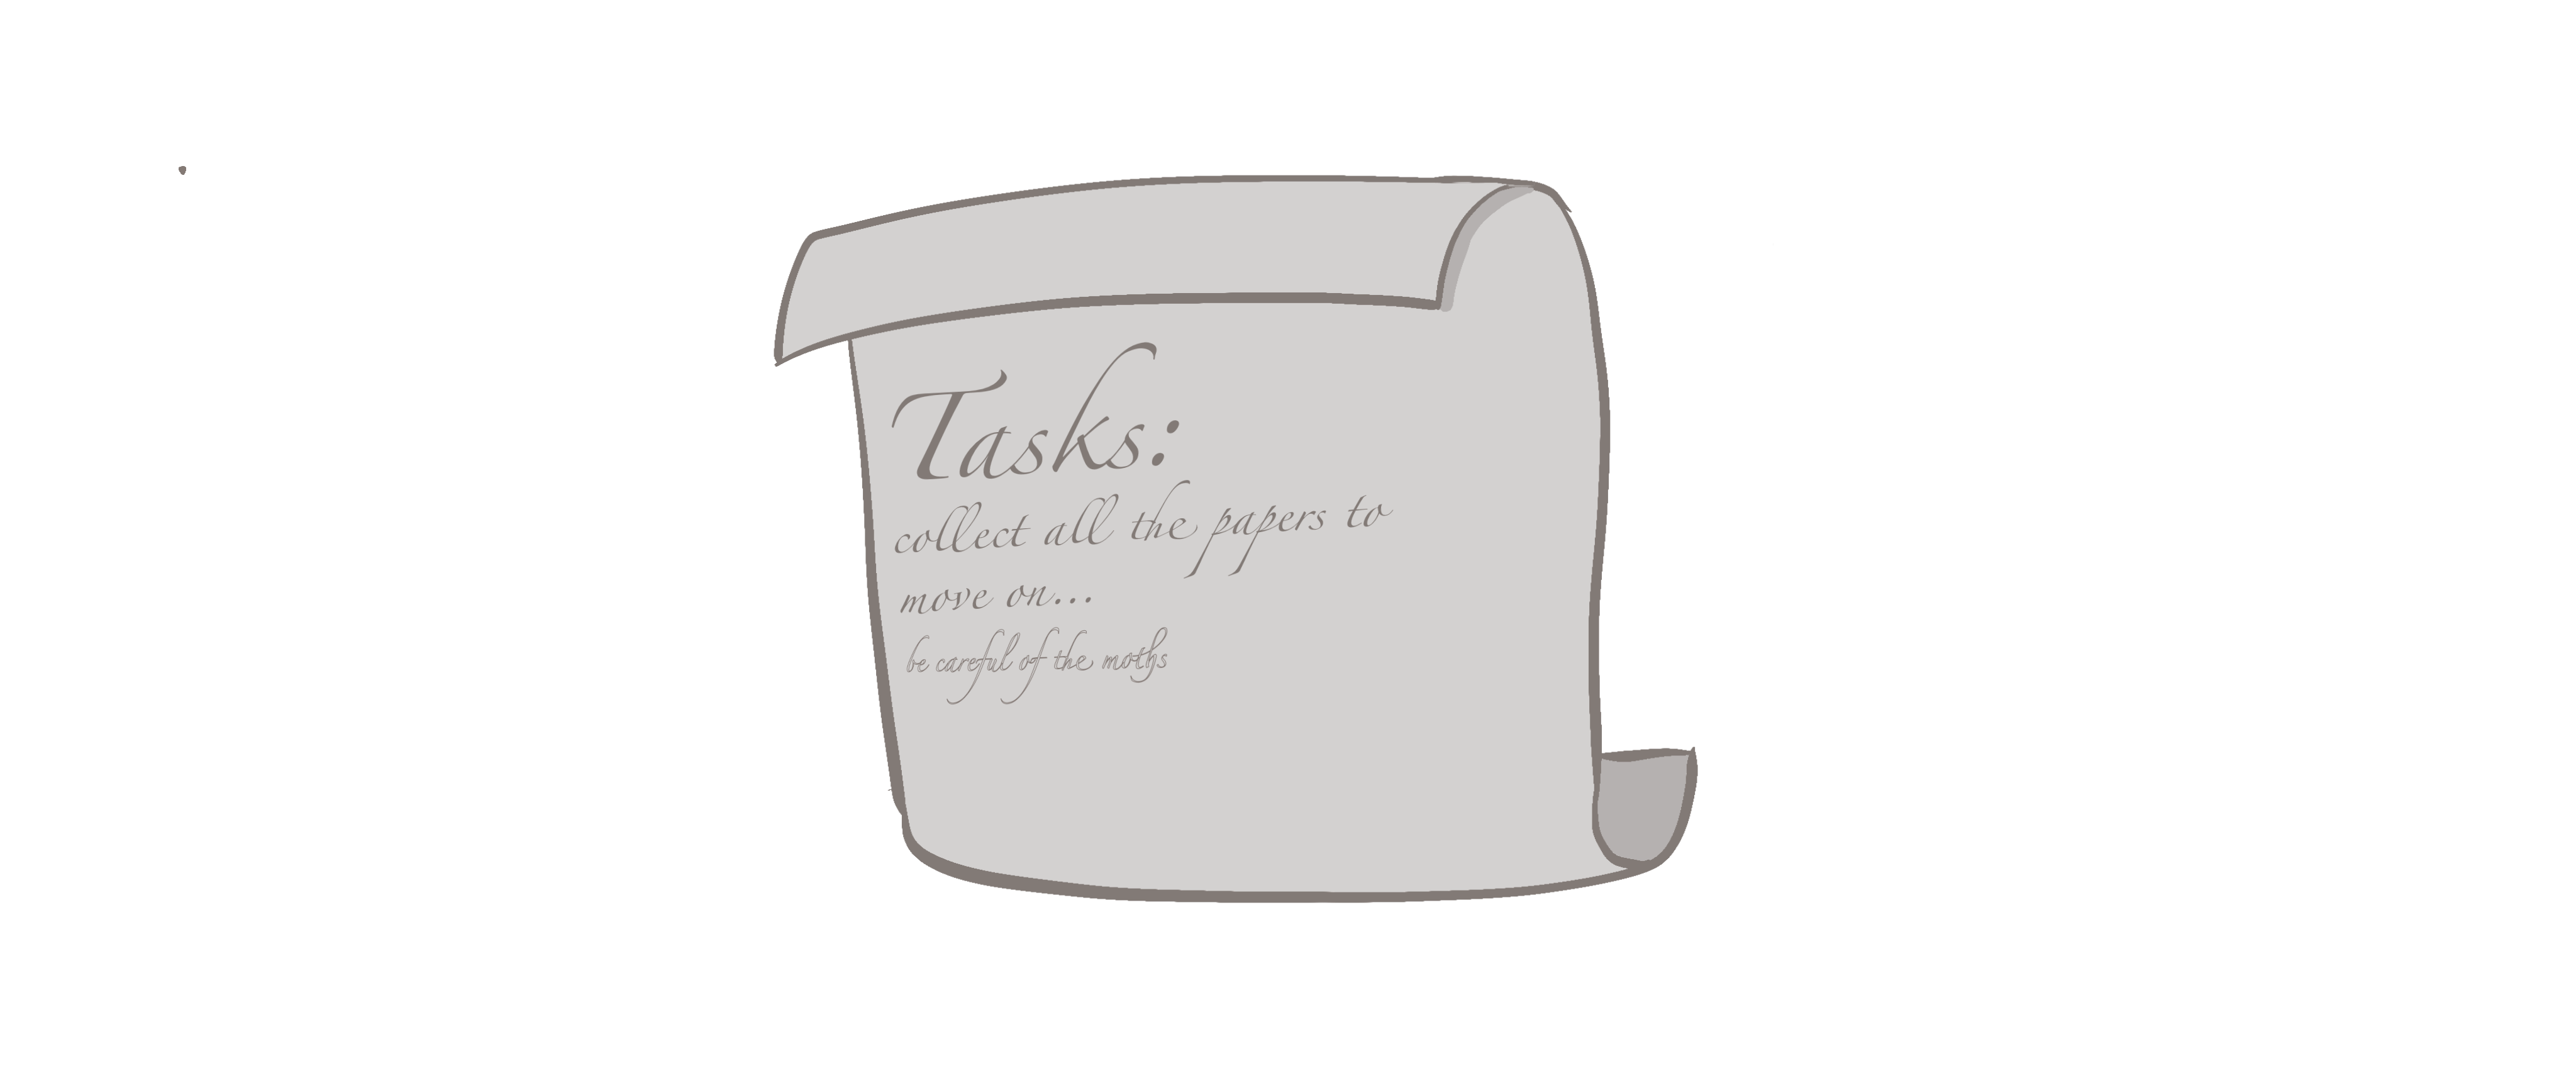 Tasks:
collect all the papers to
move on...
be careful of the moths